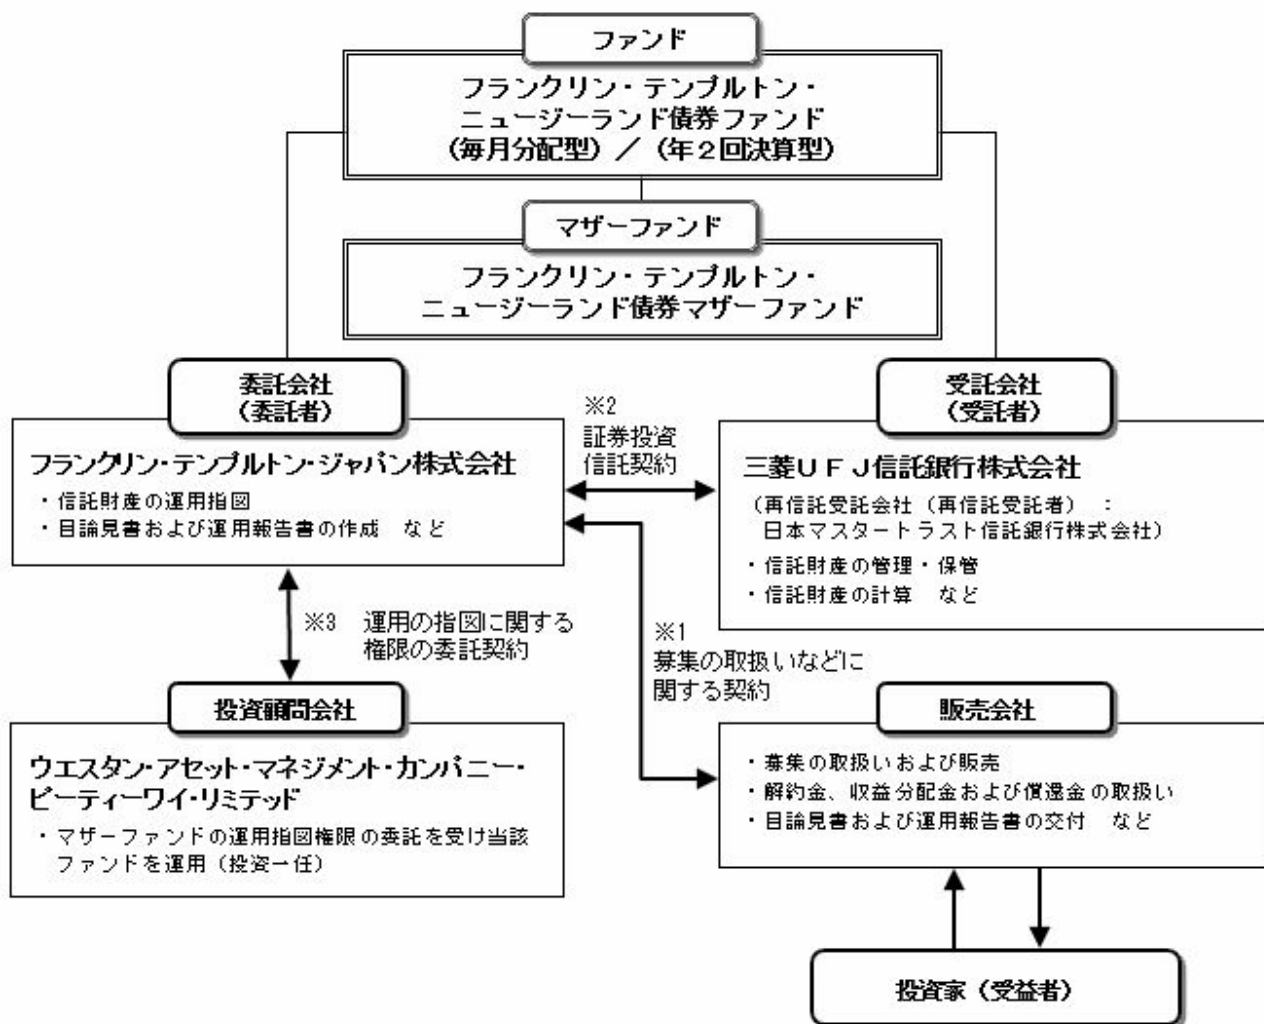 ファンド
フランクリン・テンプルトン・
ニュージーランド債券ファンド
（毎月分配型）／（年２回決算型）
マザーファンド
フランクリン・テンプルトン・
ニュージーランド債券マザーファンド
委託会社
（委託者）
フランクリン・テンプルトン・ジャパン株式会社
・信託財産の運用指図
・目論見書および運用報告書の作成　など
※2
証券投資
信託契約
受託会社
（受託者）
三菱ＵＦＪ信託銀行株式会社
（再信託受託会社（再信託受託者）：
日本マスタートラスト信託銀行株式会社）
・信託財産の管理・保管
・信託財産の計算　など
※3　運用の指図に関する
権限の委託契約
※1
募集の取扱いなどに
関する契約
投資顧問会社
ウエスタン・アセット・マネジメント・カンパニー・
ピーティーワイ・リミテッド
・マザーファンドの運用指図権限の委託を受け当該
ファンドを運用（投資一任）
販売会社
・募集の取扱いおよび販売
・解約金、収益分配金および償還金の取扱い
・目論見書および運用報告書の交付　など
投資家（受益者）